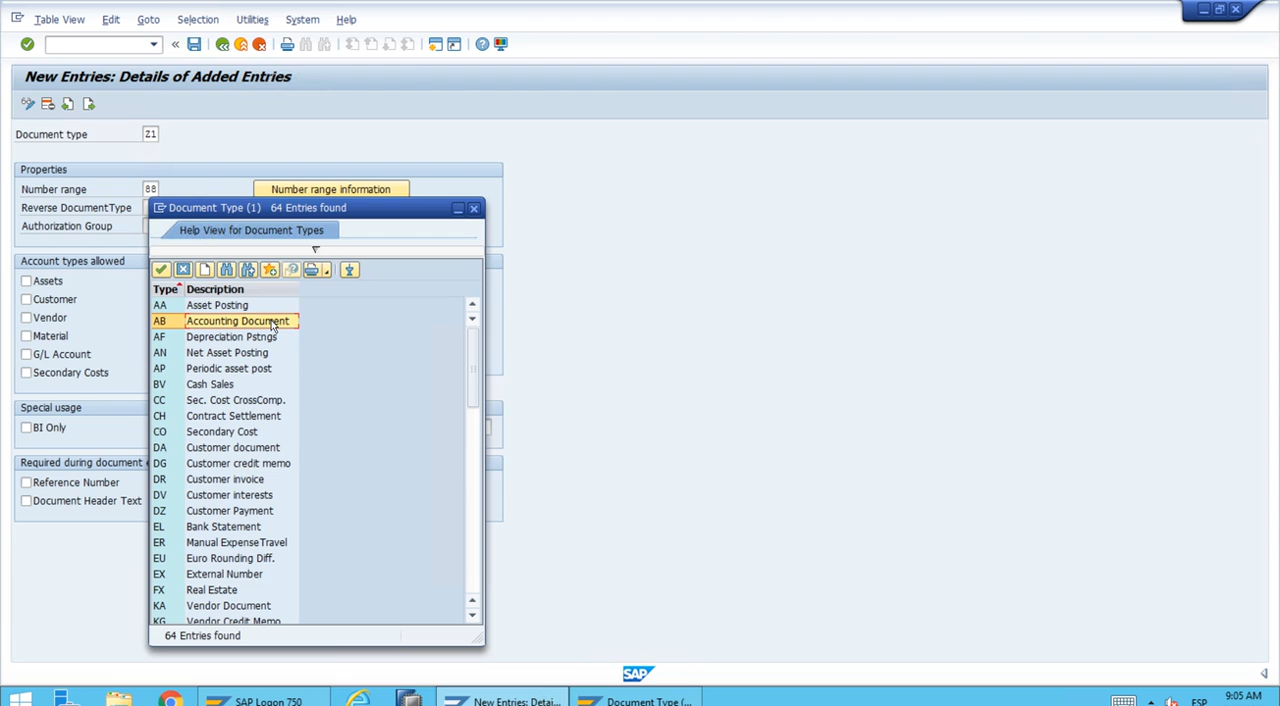 Table View Edit Goto Selection Utilities System Help
New Entries: Details of Added Entries
Document type Z1
Properties
Number range 88 Number range information
Reverse DocumentType
Authorization Group
Account types allowed
Assets
Customer
Vendor
Material
G/L Account
Secondary Costs
Special usage
BI Only
Required during document e
Reference Number
Document Header Text
Document Type (1) 64 Entries found
Help View for Document Types
Type Description
AA Asset Posting
AB Accounting Document
AF Depreciation Pstngs
AN Net Asset Posting
AP Periodic asset post
BV Cash Sales
CC Sec. Cost CrossComp.
CH Contract Settlement
CO Secondary Cost
DA Customer document
DG Customer credit memo
DR Customer invoice
DV Customer interests
DZ Customer Payment
EL Bank Statement
ER Manual ExpenseTravel
EU Euro Rounding Diff.
EX External Number
FX Real Estate
KA Vendor Document
KG Vendor Credit Memo
64 Entries found
SAP
SAP Logon 750 New Entries: Detai... Document Type (... ESP 9:05 AM